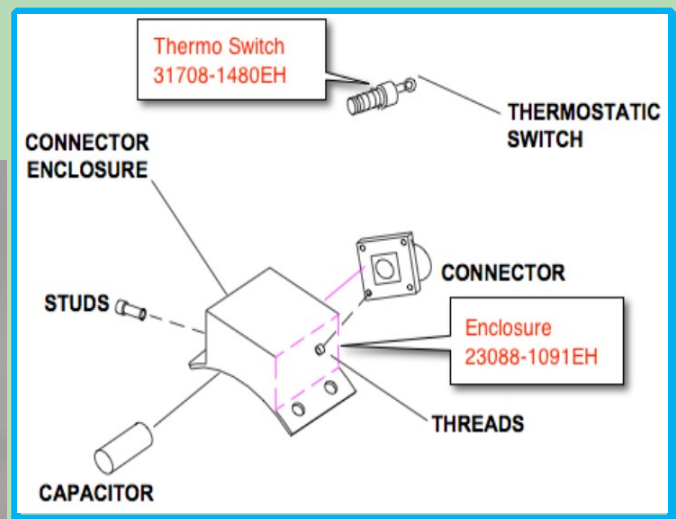 Thermo Switch
31708-1480EH
THERMOSTATIC
SWITCH
CONNECTOR
ENCLOSURE
CONNECTOR
STUDS
Enclosure
23088-1091EH
THREADS
CAPACITOR